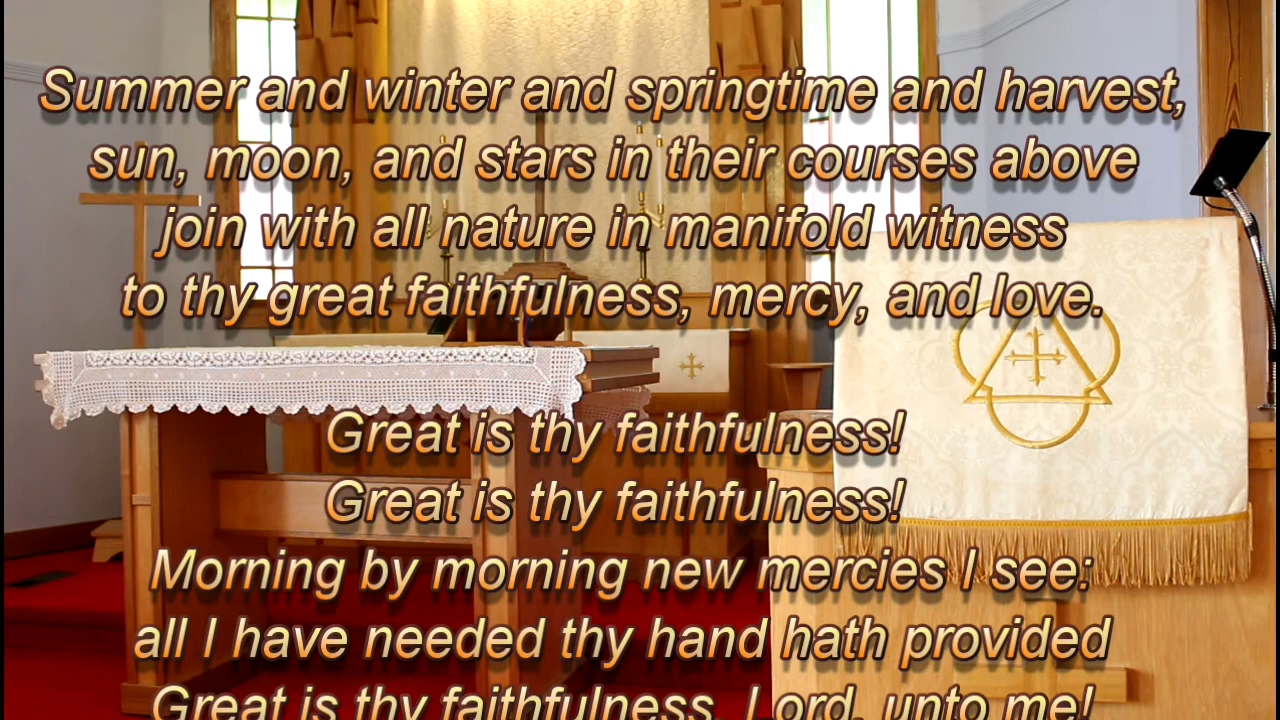 Summer and winter and springtime and harvest,
sun, moon, and stars in their courses above
join with all nature in manifold witness
to thy great faithfulness, mercy, and love.
Great is thy faithfulness!
Great is thy faithfulness!
Morning by morning new mercies I see:
all I have needed thy hand hath provided
Great is thy faithfulness, Lord, unto me!